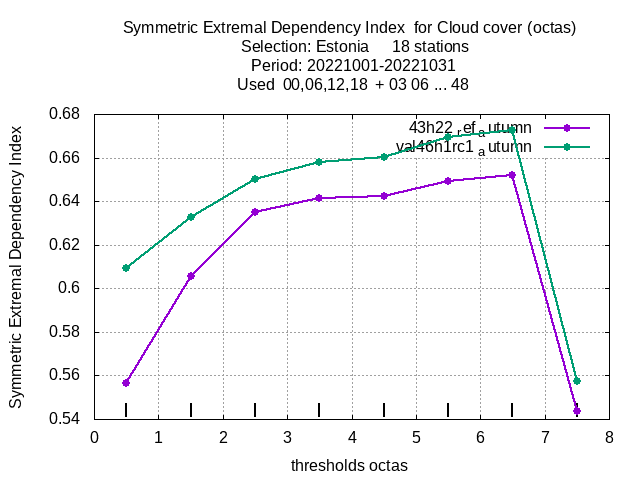 Symmetric Extremal Dependency Index for Cloud cover (octas)
Selection: Estonia 18 stations
Period: 20221001-20221031
Used 00,06,12,18 + 03 06 ... 48
Symmetric Extremal Dependency Index
0.68
0.66
0.64
0.62
0.6
0.58
0.56
0.54
43h22_ref_autumn
val46h1rc1_autumn
0 1 2 3 4 5 6 7 8
thresholds octas